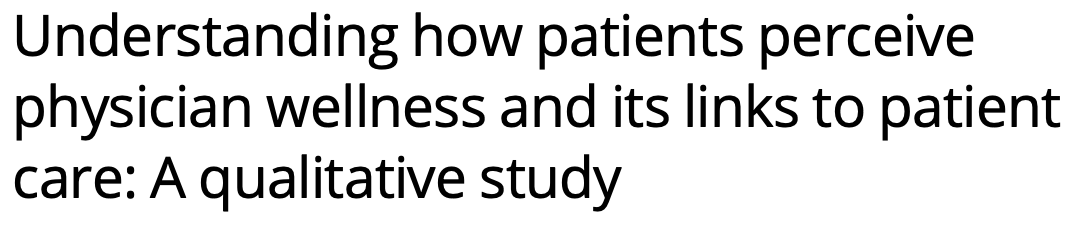 Understanding how patients perceive
physician wellness and its links to patient
care: A qualitative study